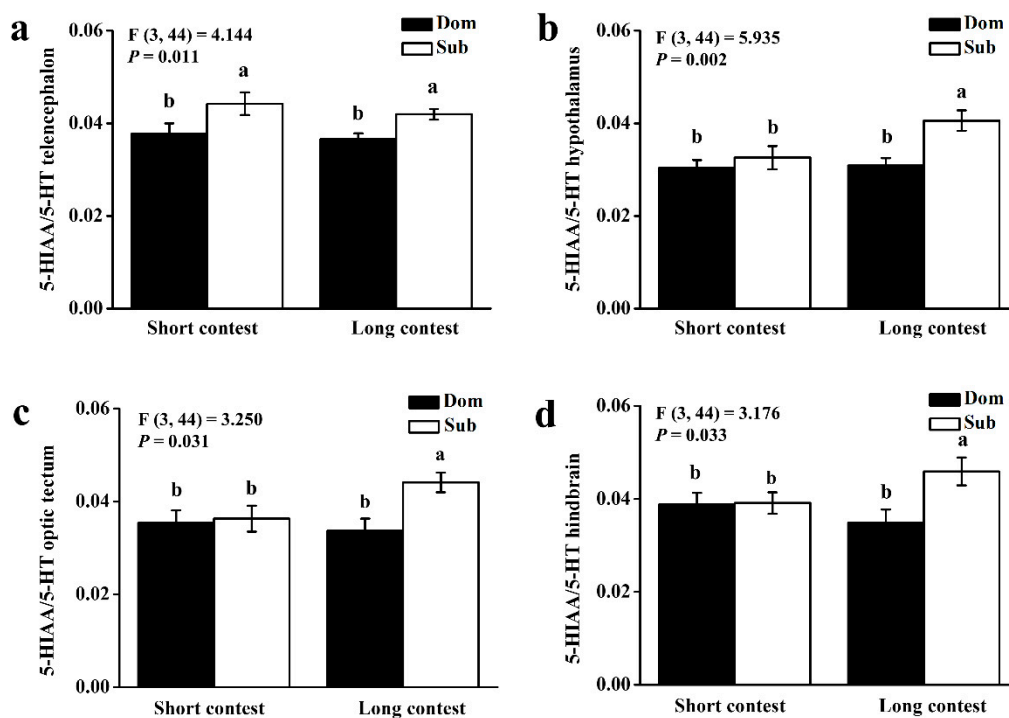 a
0.06
0.04
0.02
0.00
5-HIAA/5-HT telencephalon
F (3, 44) = 4.144
P = 0.011
Dom
Sub
b
a
b
a
Short contest
Long contest
b
0.06
0.04
0.02
0.00
5-HIAA/5-HT hypothalamus
F (3, 44) = 5.935
P = 0.002
Dom
Sub
b
b
b
a
Short contest
Long contest
c
0.06
0.04
0.02
0.00
5-HIAA/5-HT optic tectum
F (3, 44) = 3.250
P = 0.031
Dom
Sub
b
b
b
a
Short contest
Long contest
d
0.06
0.04
0.02
0.00
5-HIAA/5-HT hindbrain
F (3, 44) = 3.176
P = 0.033
Dom
Sub
b
b
b
a
Short contest
Long contest